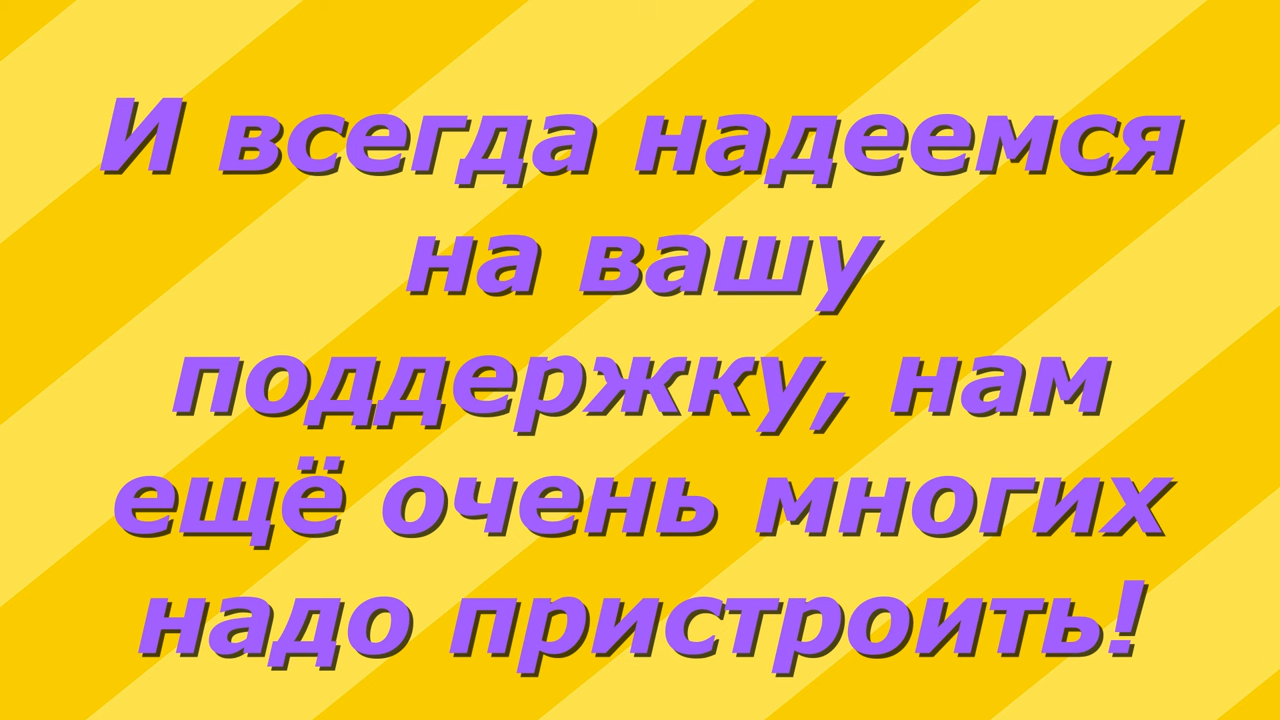 И всегда надеемся
на вашу
поддержку, нам
ещё очень многих
надо пристроить!